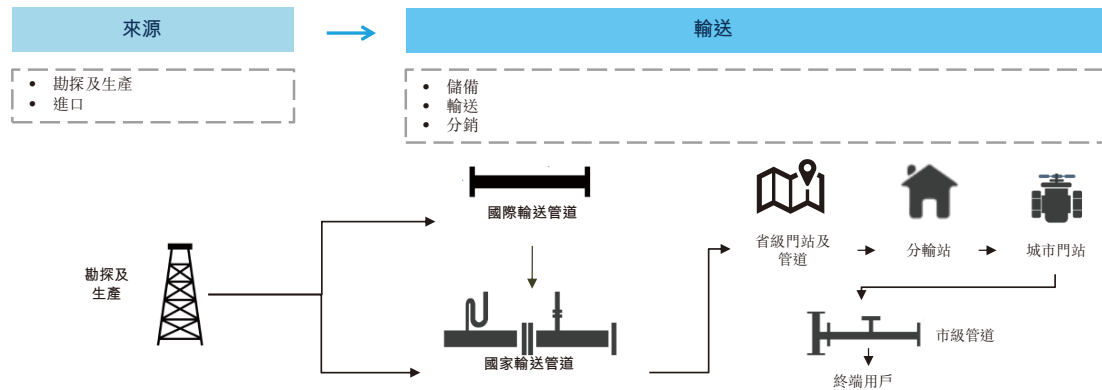 來源
輸送
• 勘探及生產
• 進口
• 儲備
• 輸送
• 分銷
國際輸送管道
勘探及
生產
國家輸送管道
省級門站及
管道
分輸站
城市門站
市級管道
終端用戶